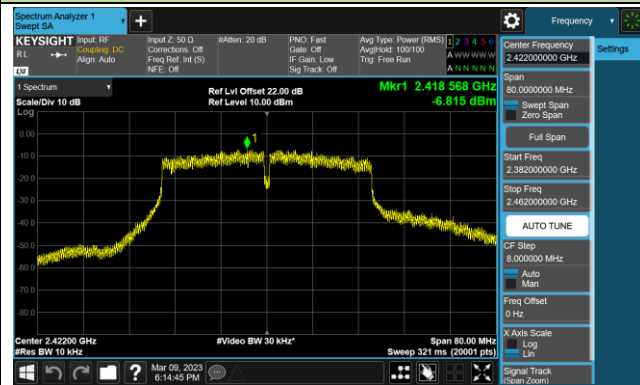 Spectrum Analyzer 1
Swept SA
Frequency
KEYSIGHT
Input: RF
Coupling: DC
Align: Auto
Input Z: 50 Ω
Corrections: Off
Freq Ref: Int (S)
NFE: Off
#Atten: 20 dB
PNO: Fast
Gate: Off
IF Gain: Low
Sig Track: Off
Avg Type: Power (RMS)
Avg|Hold: 100/100
Trig: Free Run
1 2 3 4 5 6
A W W W W W
A N N N N N
RL
LXI
1 Spectrum
Scale/Div 10 dB
Ref Lvl Offset 22.00 dB
Ref Level 10.00 dBm
Mkr1 2.418 568 GHz
-6.815 dBm
Log
1
0.00
-10.0
-20.0
-30.0
-40.0
-50.0
-60.0
-70.0
-80.0
Center 2.42200 GHz
#Res BW 10 kHz
#Video BW 30 kHz*
Span 80.00 MHz
Sweep 321 ms (20001 pts)
Mar 09, 2023
6:14:45 PM
?
Center Frequency
2.422000000 GHz
Settings
Span
80.0000000 MHz
Swept Span
Zero Span
Full Span
Start Freq
2.382000000 GHz
Stop Freq
2.462000000 GHz
AUTO TUNE
CF Step
8.000000 MHz
Auto
Man
Freq Offset
0 Hz
X Axis Scale
Log
Lin
Signal Track
(Span Zoom)